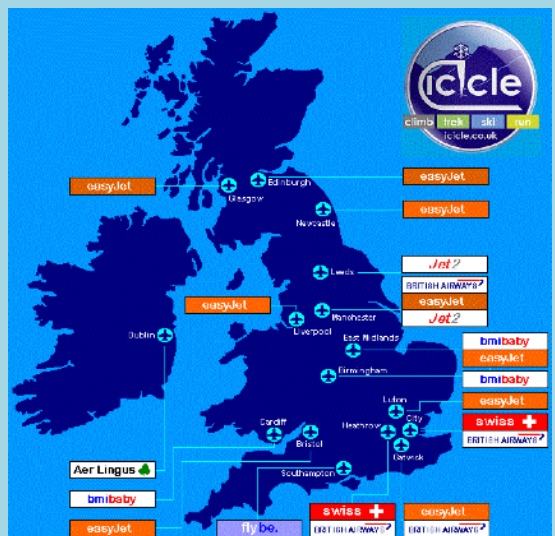 icicle
climb trek ski run
icicle.co.uk
easyJet
easyJet
Edinburgh
Glasgow
easyJet
Newcastle
Jet2
Leeds
BRITISH AIRWAYS
easyJet
easyJet
Manchester
Jet2
Liverpool
Dublin
East Midlands
bmibaby
easyJet
Birmingham
bmibaby
Luton
easyJet
City
swiss
Cardiff
Heathrow
BRITISH AIRWAYS
Bristol
Gatwick
Aer Lingus
Southampton
bmibaby
swiss
easyJet
easyJet
flybe.
BRITISH AIRWAYS
BRITISH AIRWAYS